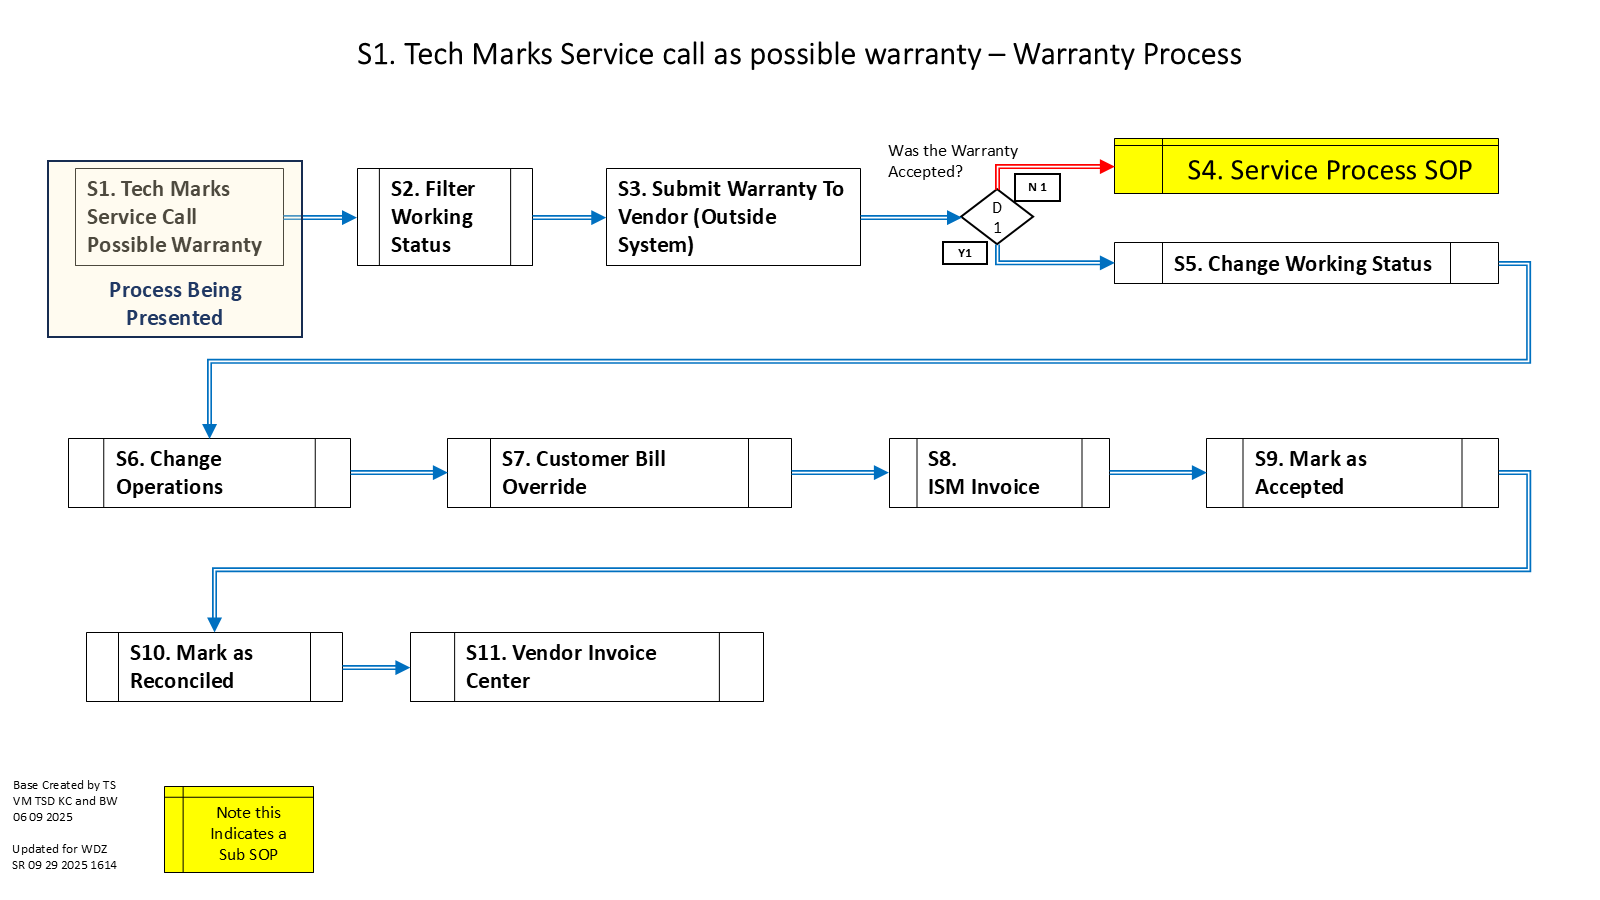 S1. Tech Marks Service call as possible warranty – Warranty Process
S1. Tech Marks
Service Call
Possible Warranty
Process Being
Presented
S2. Filter
Working
Status
S3. Submit Warranty To
Vendor (Outside
System)
Was the Warranty
Accepted?
D
1
N 1
Y1
S4. Service Process SOP
S5. Change Working Status
S6. Change
Operations
S7. Customer Bill
Override
S8.
ISM Invoice
S9. Mark as
Accepted
S10. Mark as
Reconciled
S11. Vendor Invoice
Center
Base Created by TS
VM TSD KC and BW
06 09 2025
Updated for WDZ
SR 09 29 2025 1614
Note this
Indicates a
Sub SOP